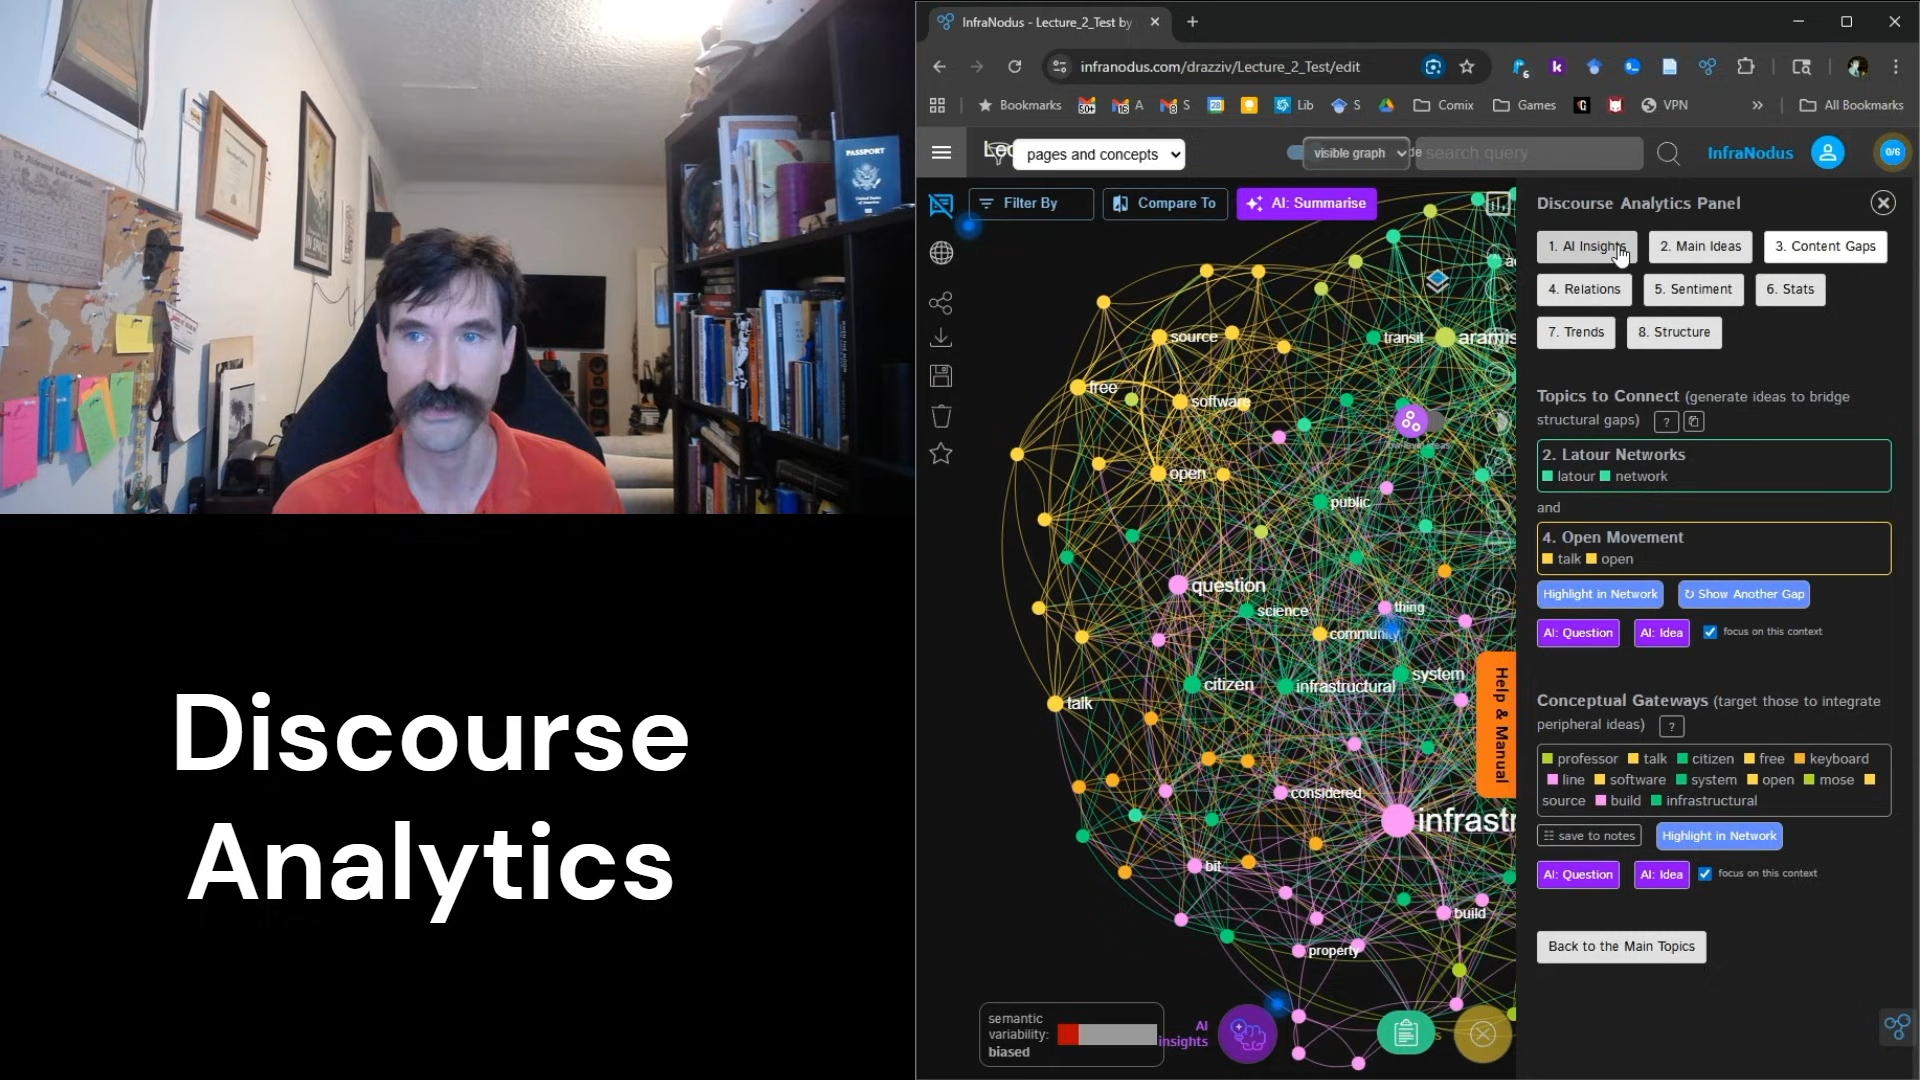 PASSPORT
Discourse
Analytics
InfraNodus - Lecture_2_Test by
infranodus.com/drazziv/Lecture_2_Test/edit
6
Bookmarks
50+
A
S
28
Lib
S
Comix
Games
VPN
All Bookmarks
pages and concepts
visible graph
search query
InfraNodus
0/6
Filter By
Compare To
AI: Summarise
source
free
software
open
transit
aramis
public
question
science
thing
community
citizen
infrastructural
system
talk
considered
infrastr
bit
build
property
Help & Manual
semantic
variability:
biased
AI
insights
Discourse Analytics Panel
1. AI Insights
2. Main Ideas
3. Content Gaps
4. Relations
5. Sentiment
6. Stats
7. Trends
8. Structure
Topics to Connect (generate ideas to bridge
structural gaps) ?
2. Latour Networks
latour network
and
4. Open Movement
talk open
Highlight in Network
↻ Show Another Gap
AI: Question
AI: Idea
focus on this context
Conceptual Gateways (target those to integrate
peripheral ideas) ?
professor talk citizen free keyboard
line software system open mose
source build infrastructural
save to notes
Highlight in Network
AI: Question
AI: Idea
focus on this context
Back to the Main Topics